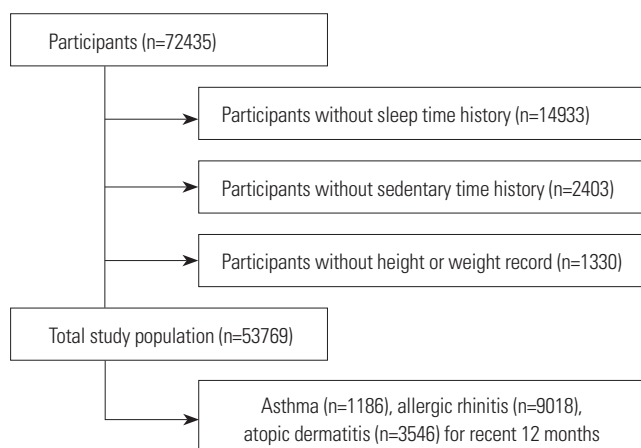 Participants (n=72435)
Participants without sleep time history (n=14933)
Participants without sedentary time history (n=2403)
Participants without height or weight record (n=1330)
Total study population (n=53769)
Asthma (n=1186), allergic rhinitis (n=9018),
atopic dermatitis (n=3546) for recent 12 months